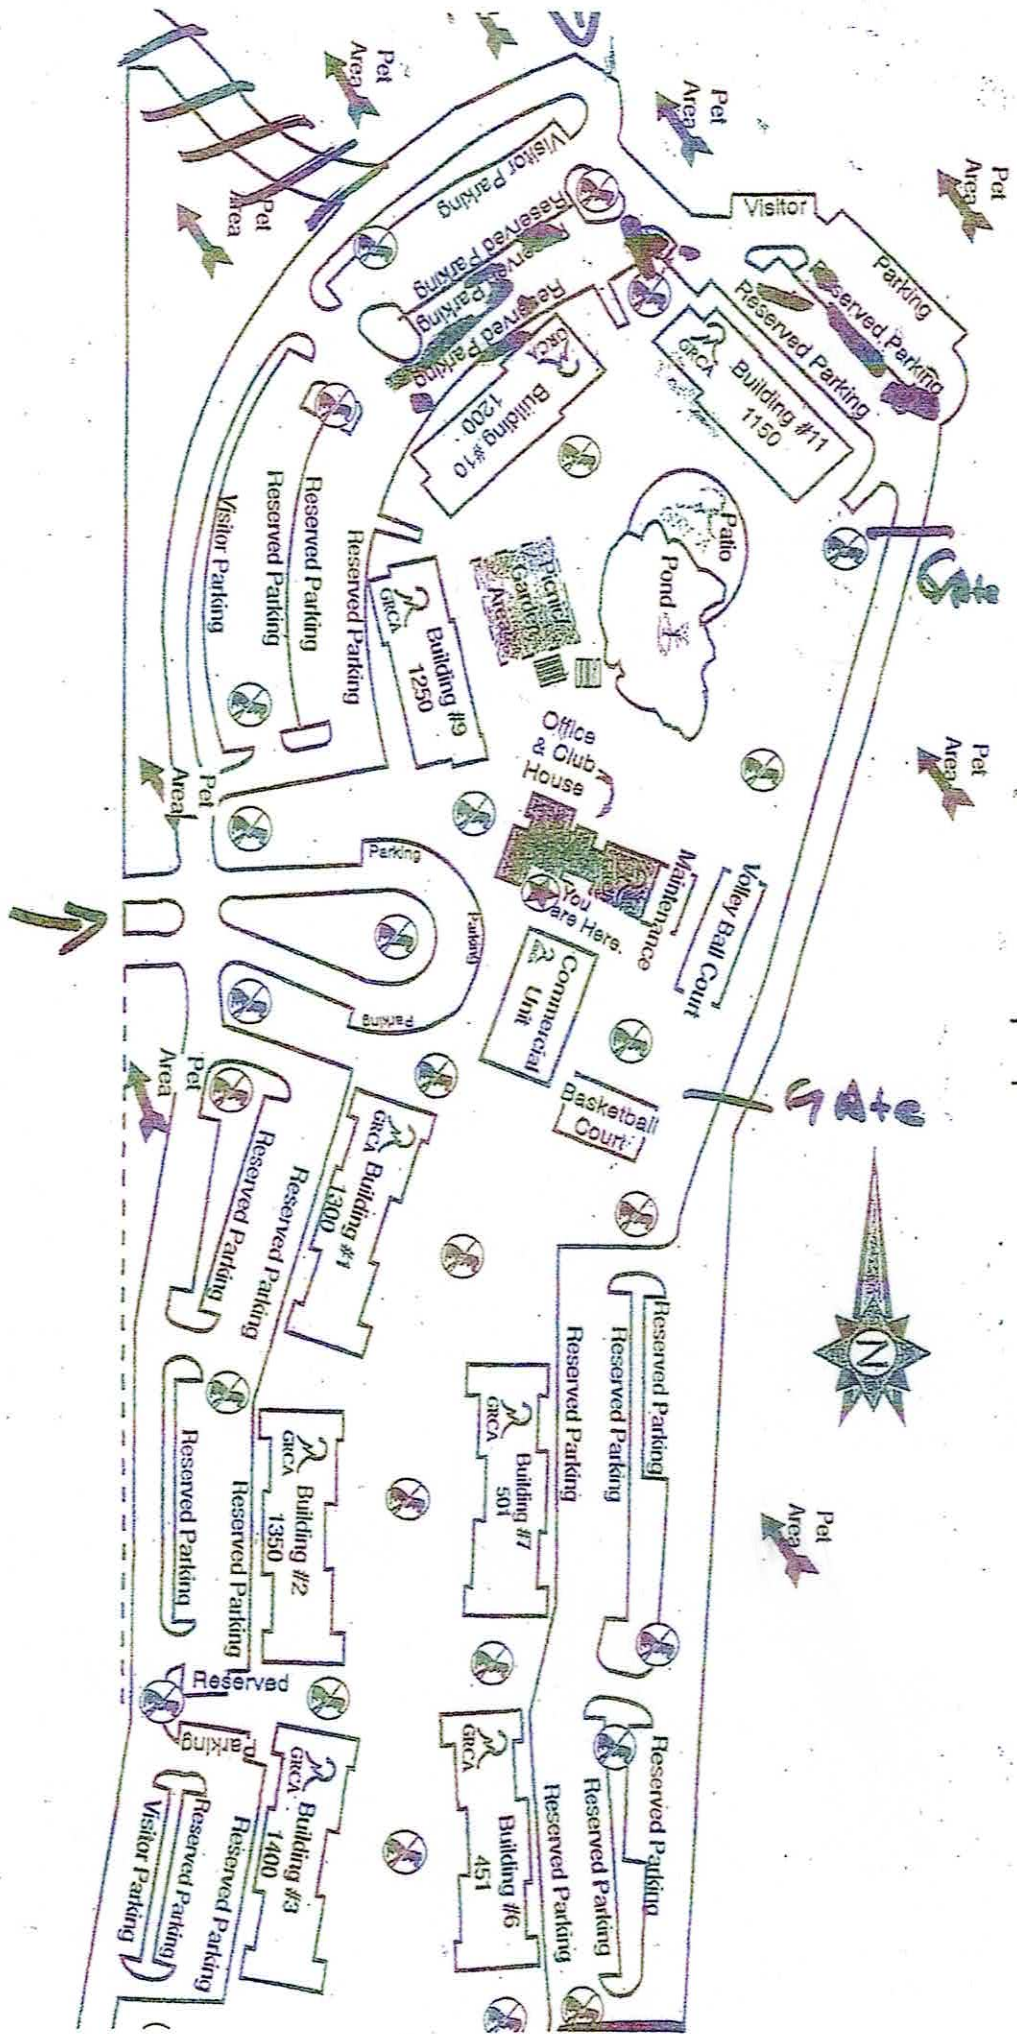 Pet
Area
Pet
Area
Pet
Area
Pet
Area
Visitor
Parking
Reserved Parking
Reserved Parking
Visitor Parking
Reserved Parking
Reserved Parking
Reserved Parking
GRCA
Building #11
1150
GRCA
Building #10
1200
Patio
Pond
Picnic
Garden
Area
Gate
Reserved Parking
Reserved Parking
Reserved Parking
Visitor Parking
GRCA
Building #9
1250
Office
& Club
House
Pet
Area
Pet
Area
Maintenance
Volley Ball Court
You
are Here.
Commercial
Unit
Parking
Parking
Parking
Basketball
Court
Gate
N
Pet
Area
Pet
Area
GRCA
Building #1
1300
Reserved Parking
Reserved Parking
Reserved Parking
Reserved Parking
Reserved Parking
GRCA
Building #7
501
GRCA
Building #2
1350
Reserved Parking
Reserved Parking
Reserved
Parking
Reserved Parking
Reserved Parking
Reserved Parking
GRCA
Building #6
451
GRCA
Building #3
1400
Reserved Parking
Reserved Parking
Visitor Parking